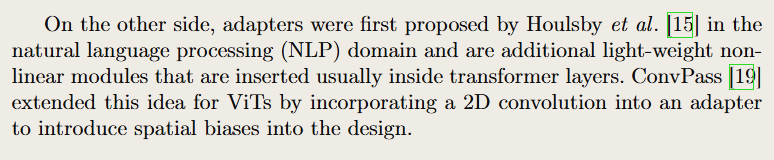 On the other side, adapters were first proposed by Houlsby et al. [15] in the
natural language processing (NLP) domain and are additional light-weight non-
linear modules that are inserted usually inside transformer layers. ConvPass [19]
extended this idea for ViTs by incorporating a 2D convolution into an adapter
to introduce spatial biases into the design.